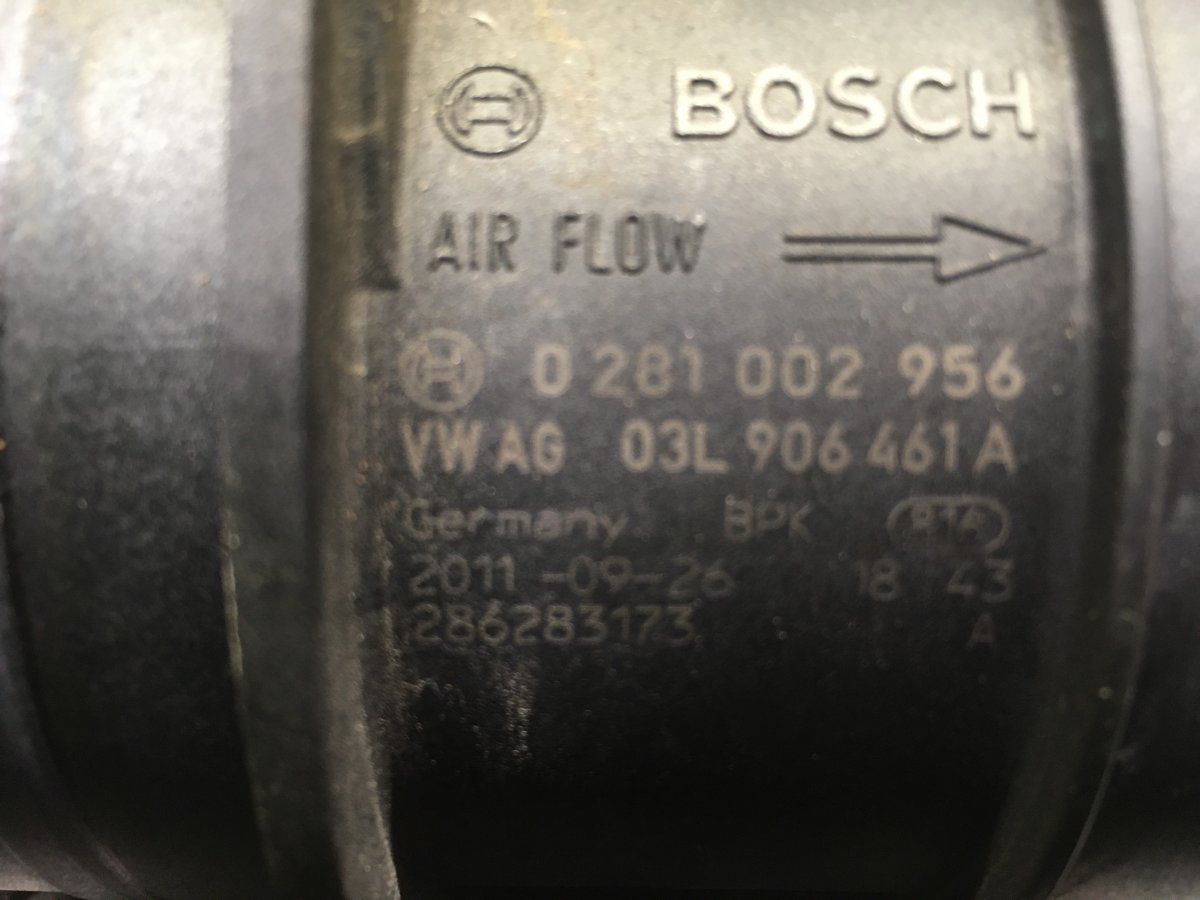 BOSCH
AIR FLOW
0 281 002 956
VW AG 03L 906 461 A
Germany BPK
2011-09-26 18 43
286283173 A